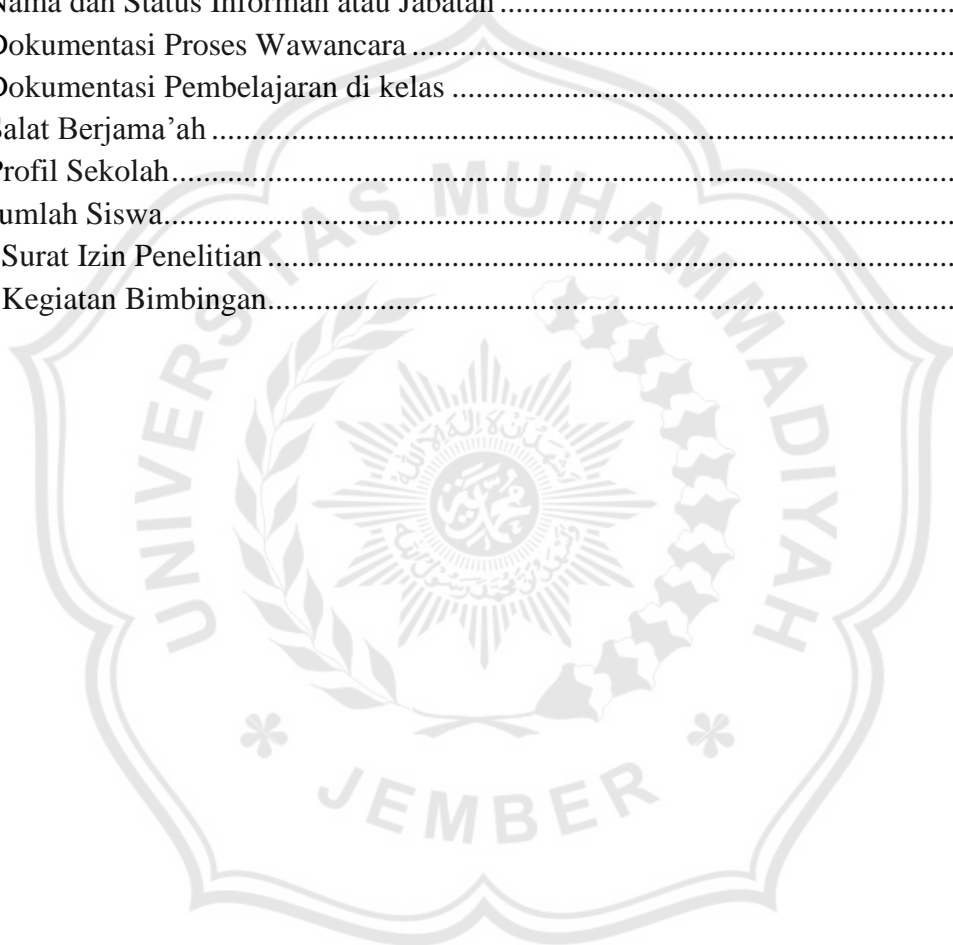 Nama dan Status Informan atau Jabatan ..........................................................
Dokumentasi Proses Wawancara .....................................................................
Dokumentasi Pembelajaran di kelas ................................................................
Salat Berjama’ah ...............................................................................................
Profil Sekolah....................................................................................................
umlah Siswa.....................................................................................................
Surat Izin Penelitian ........................................................................................
Kegiatan Bimbingan........................................................................................
UNIVERSITAS MUHAMMADIYAH
JEMBER